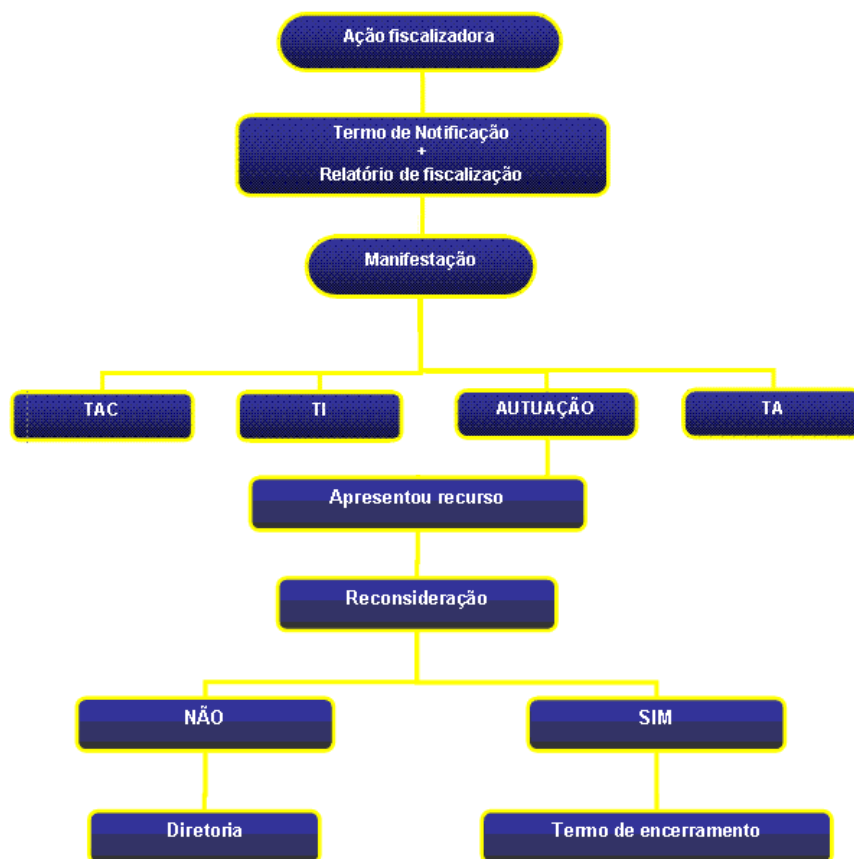 Ação fiscalizadora
Termo de Notificação
+
Relatório de fiscalização
Manifestação
TAC
TI
AUTUAÇÃO
TA
Apresentou recurso
Reconsideração
NÃO
SIM
Diretoria
Termo de encerramento